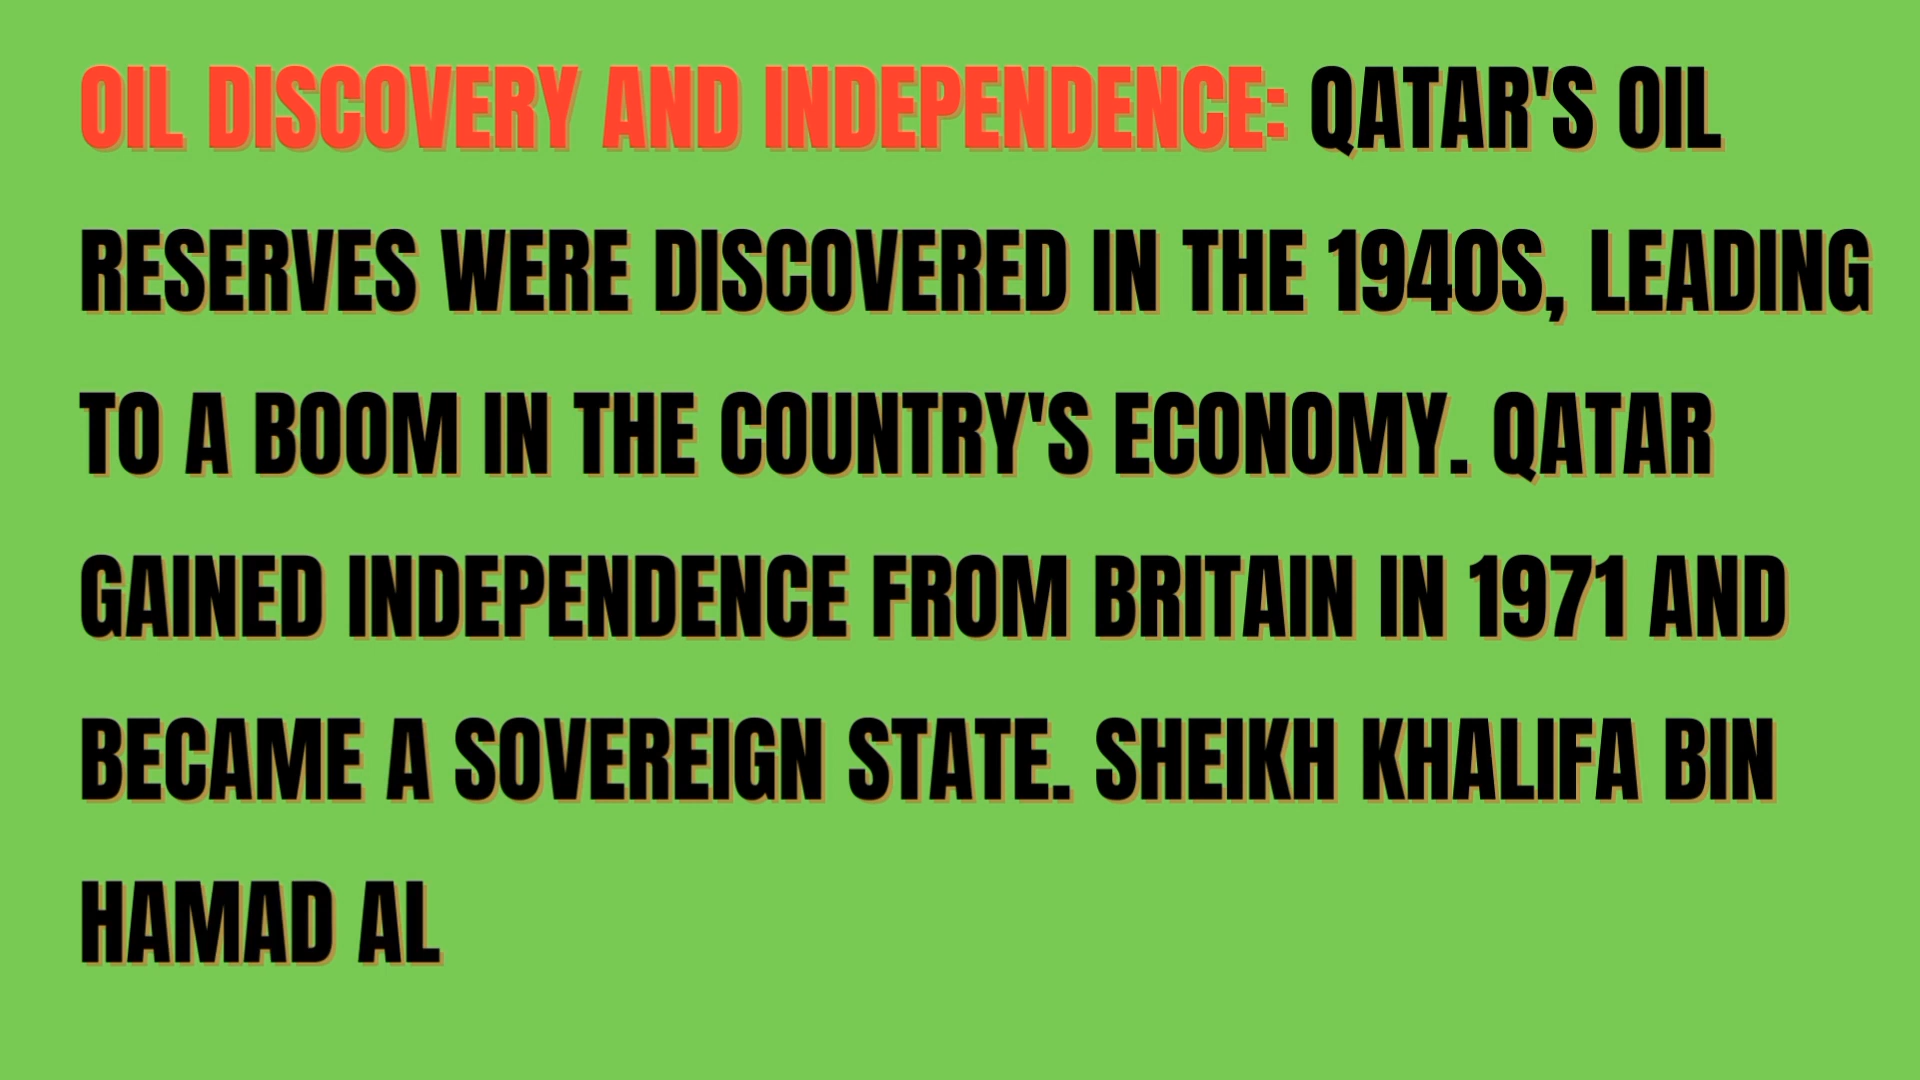 OIL DISCOVERY AND INDEPENDENCE: QATAR'S OIL
RESERVES WERE DISCOVERED IN THE 1940S, LEADING
TO A BOOM IN THE COUNTRY'S ECONOMY. QATAR
GAINED INDEPENDENCE FROM BRITAIN IN 1971 AND
BECAME A SOVEREIGN STATE. SHEIKH KHALIFA BIN
HAMAD AL